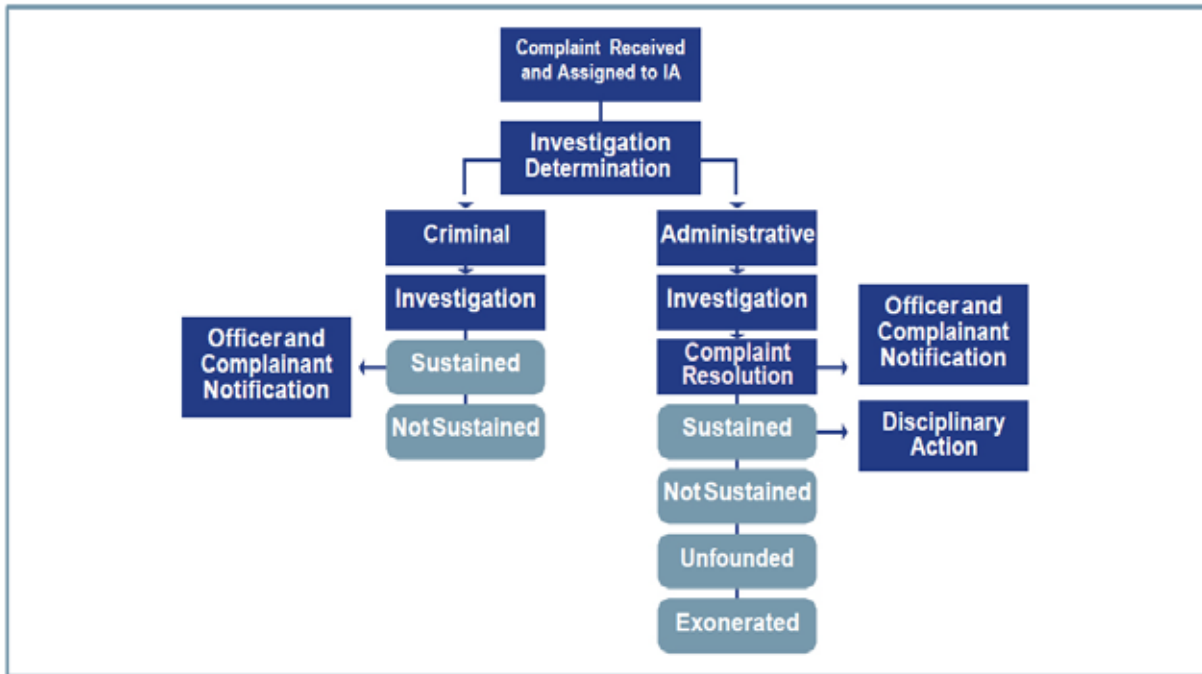 Complaint Received
and Assigned to IA
Investigation
Determination
Criminal
Administrative
Investigation
Investigation
Officer and
Complainant
Notification
Officer and
Complainant
Notification
Sustained
Complaint
Resolution
Not Sustained
Sustained
Disciplinary
Action
Not Sustained
Unfounded
Exonerated